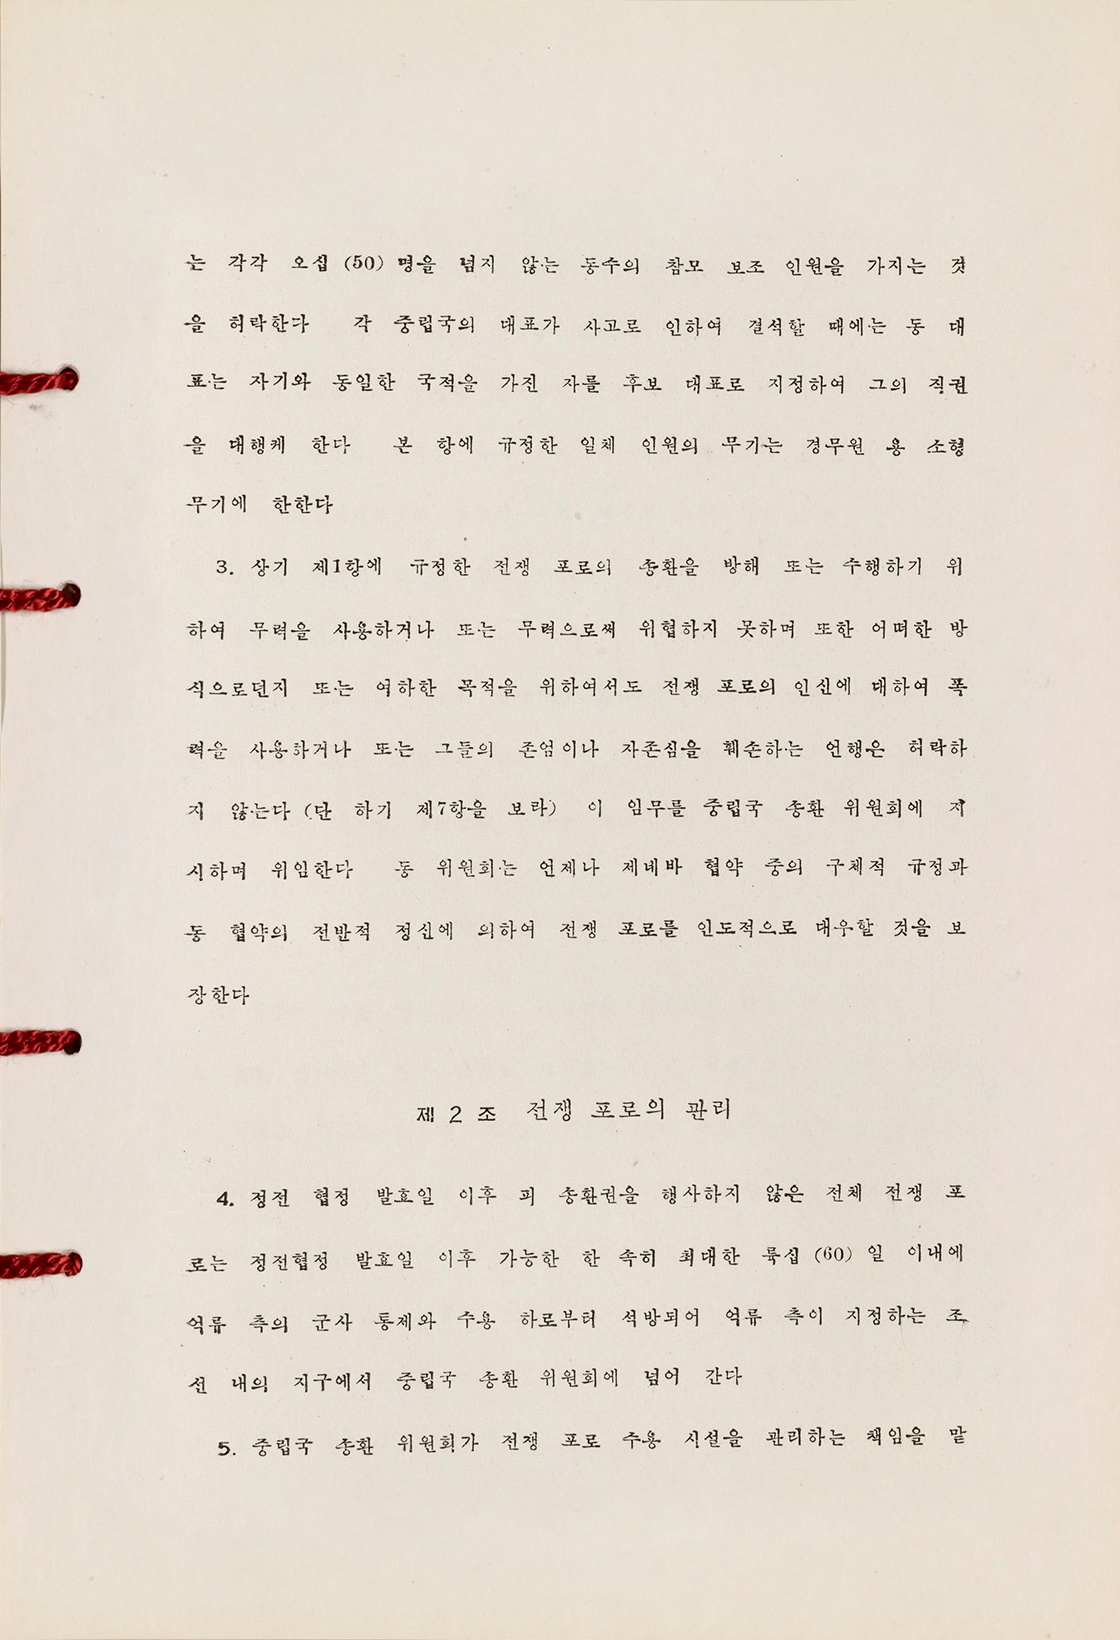 는 각각 오십 (50) 명을 넘지 않는 동수의 참모 보조 인원을 가지는 것
을 허락한다 각 중립국의 대표가 사고로 인하여 결석할 때에는 동 대
표는 자기와 동일한 국적을 가진 자를 후보 대표로 지정하여 그의 직권
을 대행케 한다 본 항에 규정한 일체 인원의 무기는 경무원 용 소형
무기에 한한다
3. 상기 제1항에 규정한 전쟁 포로의 송환을 방해 또는 수행하기 위
하여 무력을 사용하거나 또는 무력으로써 위협하지 못하며 또한 어떠한 방
식으로던지 또는 여하한 목적을 위하여서도 전쟁 포로의 인신에 대하여 폭
력을 사용하거나 또는 그들의 존엄이나 자존심을 훼손하는 언행은 허락하
지 않는다 (단 하기 제7항을 보라) 이 임무를 중립국 송환 위원회에 지
시하며 위임한다 동 위원회는 언제나 제네바 협약 중의 구체적 규정과
동 협약의 전반적 정신에 의하여 전쟁 포로를 인도적으로 대우할 것을 보
장한다
제 2 조 전쟁 포로의 관리
4. 정전 협정 발효일 이후 피 송환권을 행사하지 않은 전체 전쟁 포
로는 정전협정 발효일 이후 가능한 한 속히 최대한 륙십 (60) 일 이내에
억류 측의 군사 통제와 수용 하로부터 석방되어 억류 측이 지정하는 조
선 내의 지구에서 중립국 송환 위원회에 넘어 간다
5. 중립국 송환 위원회가 전쟁 포로 수용 시설을 관리하는 책임을 맡